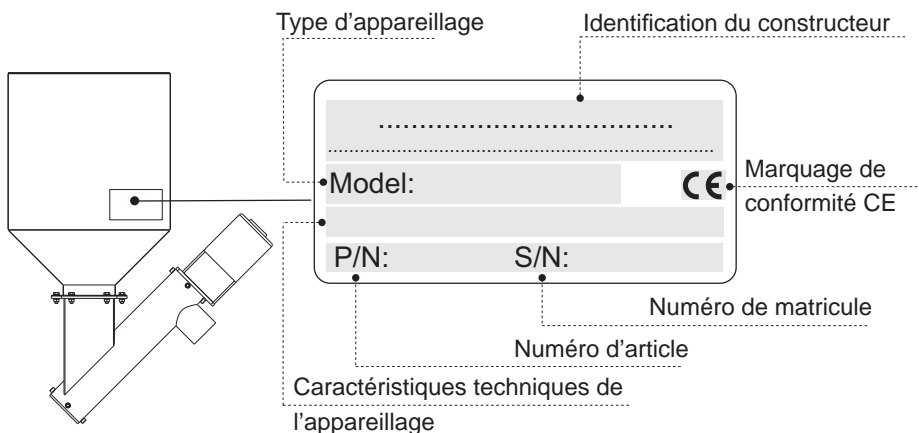 Type d’appareillage
Identification du constructeur
Model:
CE
Marquage de
conformité CE
P/N: S/N:
Numéro de matricule
Numéro d’article
Caractéristiques techniques de
l’appareillage